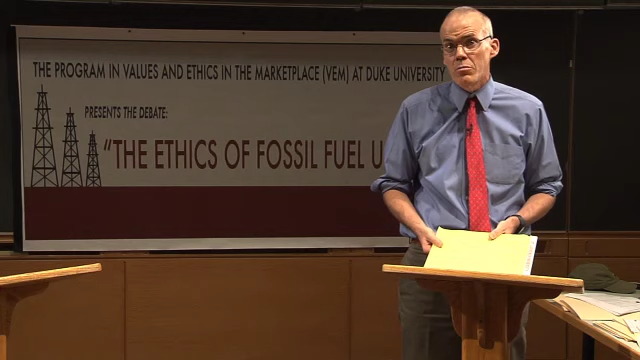 THE PROGRAM IN VALUES AND ETHICS IN THE MARKETPLACE (VEM) AT DUKE UNIVERSITY
PRESENTS THE DEBATE:
"THE ETHICS OF FOSSIL FUEL U